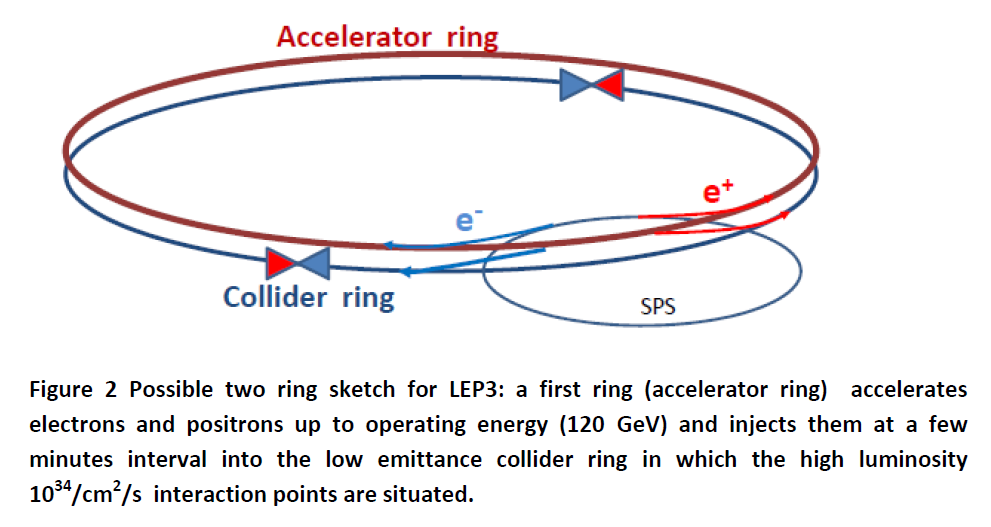 Accelerator ring
e⁺
e⁻
Collider ring
SPS
Figure 2 Possible two ring sketch for LEP3: a first ring (accelerator ring) accelerates
electrons and positrons up to operating energy (120 GeV) and injects them at a few
minutes interval into the low emittance collider ring in which the high luminosity
10³⁴/cm²/s interaction points are situated.